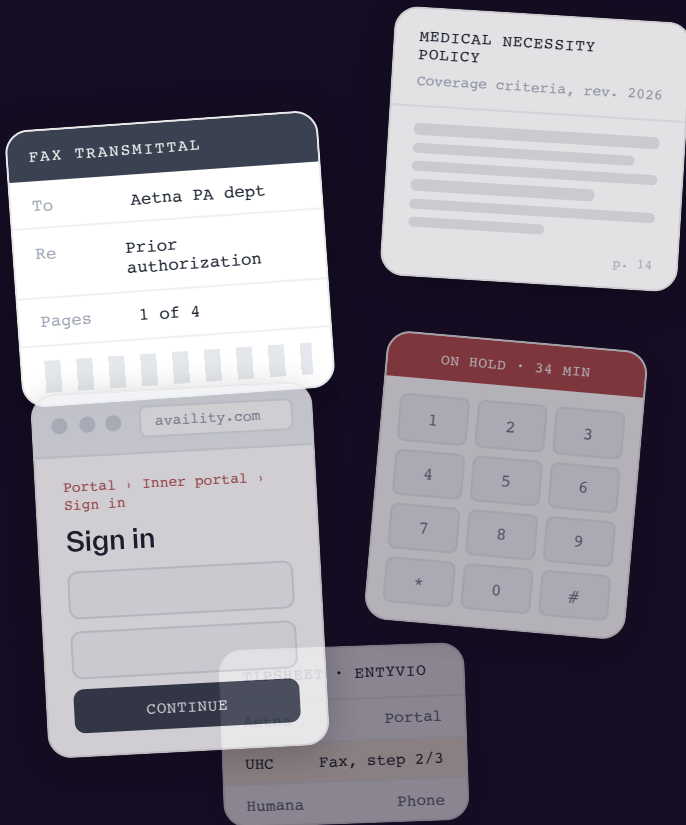 MEDICAL NECESSITY
POLICY
Coverage criteria, rev. 2026
p. 14
FAX TRANSMITTAL
To Aetna PA dept
Re Prior
authorization
Pages 1 of 4
availity.com
Portal › Inner portal ›
Sign in
Sign in
CONTINUE
ON HOLD · 34 MIN
1 2 3
4 5 6
7 8 9
* 0 #
TIPSHEET · ENTYVIO
Aetna Portal
UHC Fax, step 2/3
Humana Phone